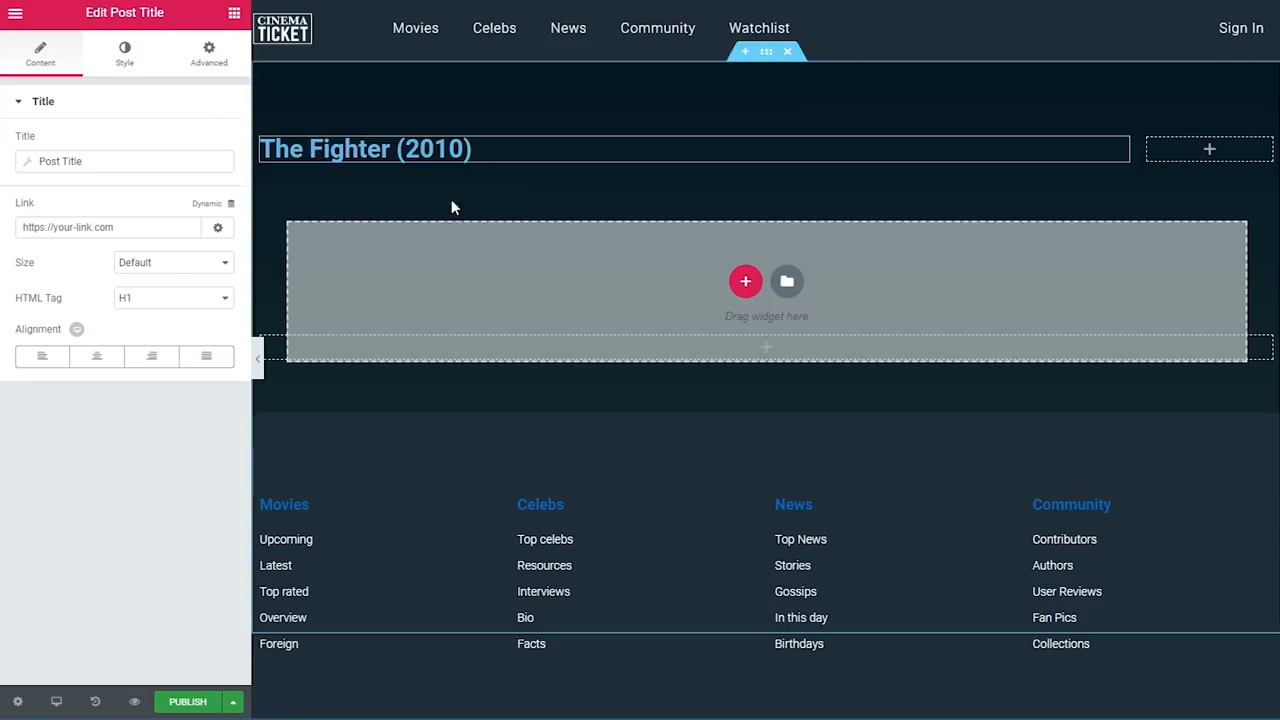 Edit Post Title
Content
Style
Advanced
Title
Title
Post Title
Link
Dynamic
https://your-link.com
Size
Default
HTML Tag
H1
Alignment
PUBLISH
CINEMA
TICKET
Movies
Celebs
News
Community
Watchlist
Sign In
The Fighter (2010)
Drag widget here
Movies
Upcoming
Latest
Top rated
Overview
Foreign
Celebs
Top celebs
Resources
Interviews
Bio
Facts
News
Top News
Stories
Gossips
In this day
Birthdays
Community
Contributors
Authors
User Reviews
Fan Pics
Collections